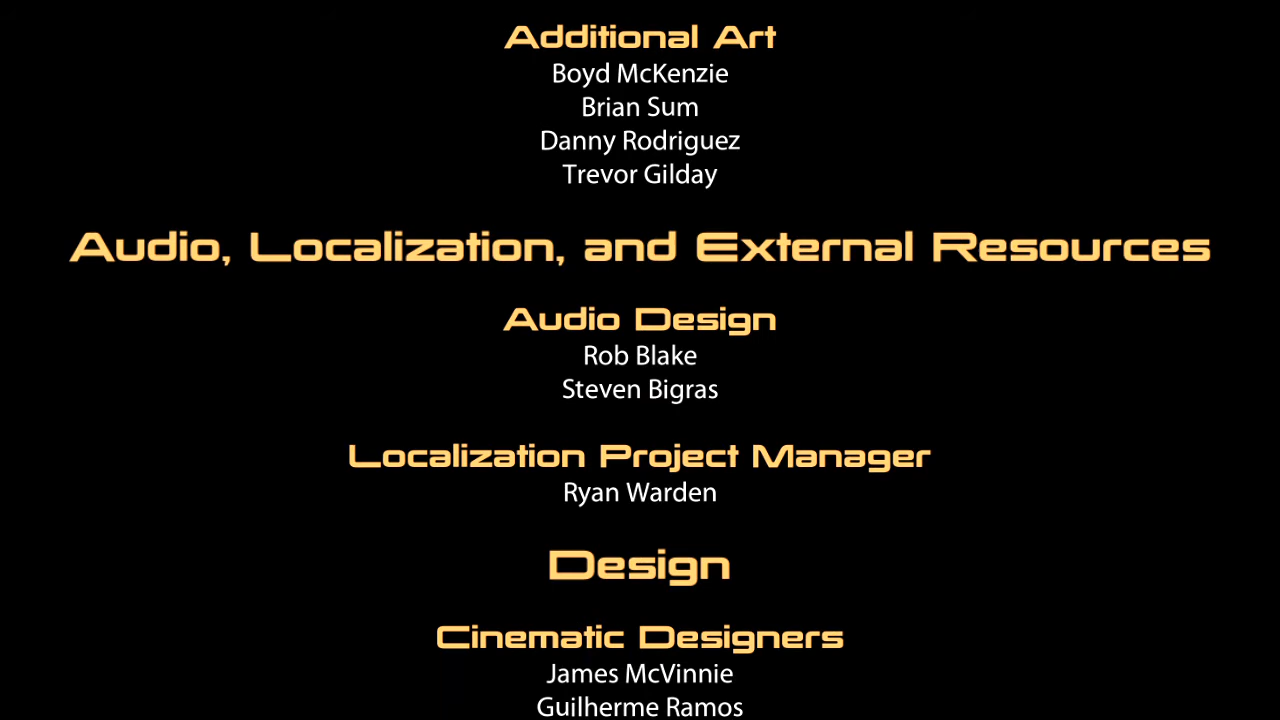 Additional Art
Boyd McKenzie
Brian Sum
Danny Rodriguez
Trevor Gilday
Audio, Localization, and External Resources
Audio Design
Rob Blake
Steven Bigras
Localization Project Manager
Ryan Warden
Design
Cinematic Designers
James McVinnie
Guilherme Ramos